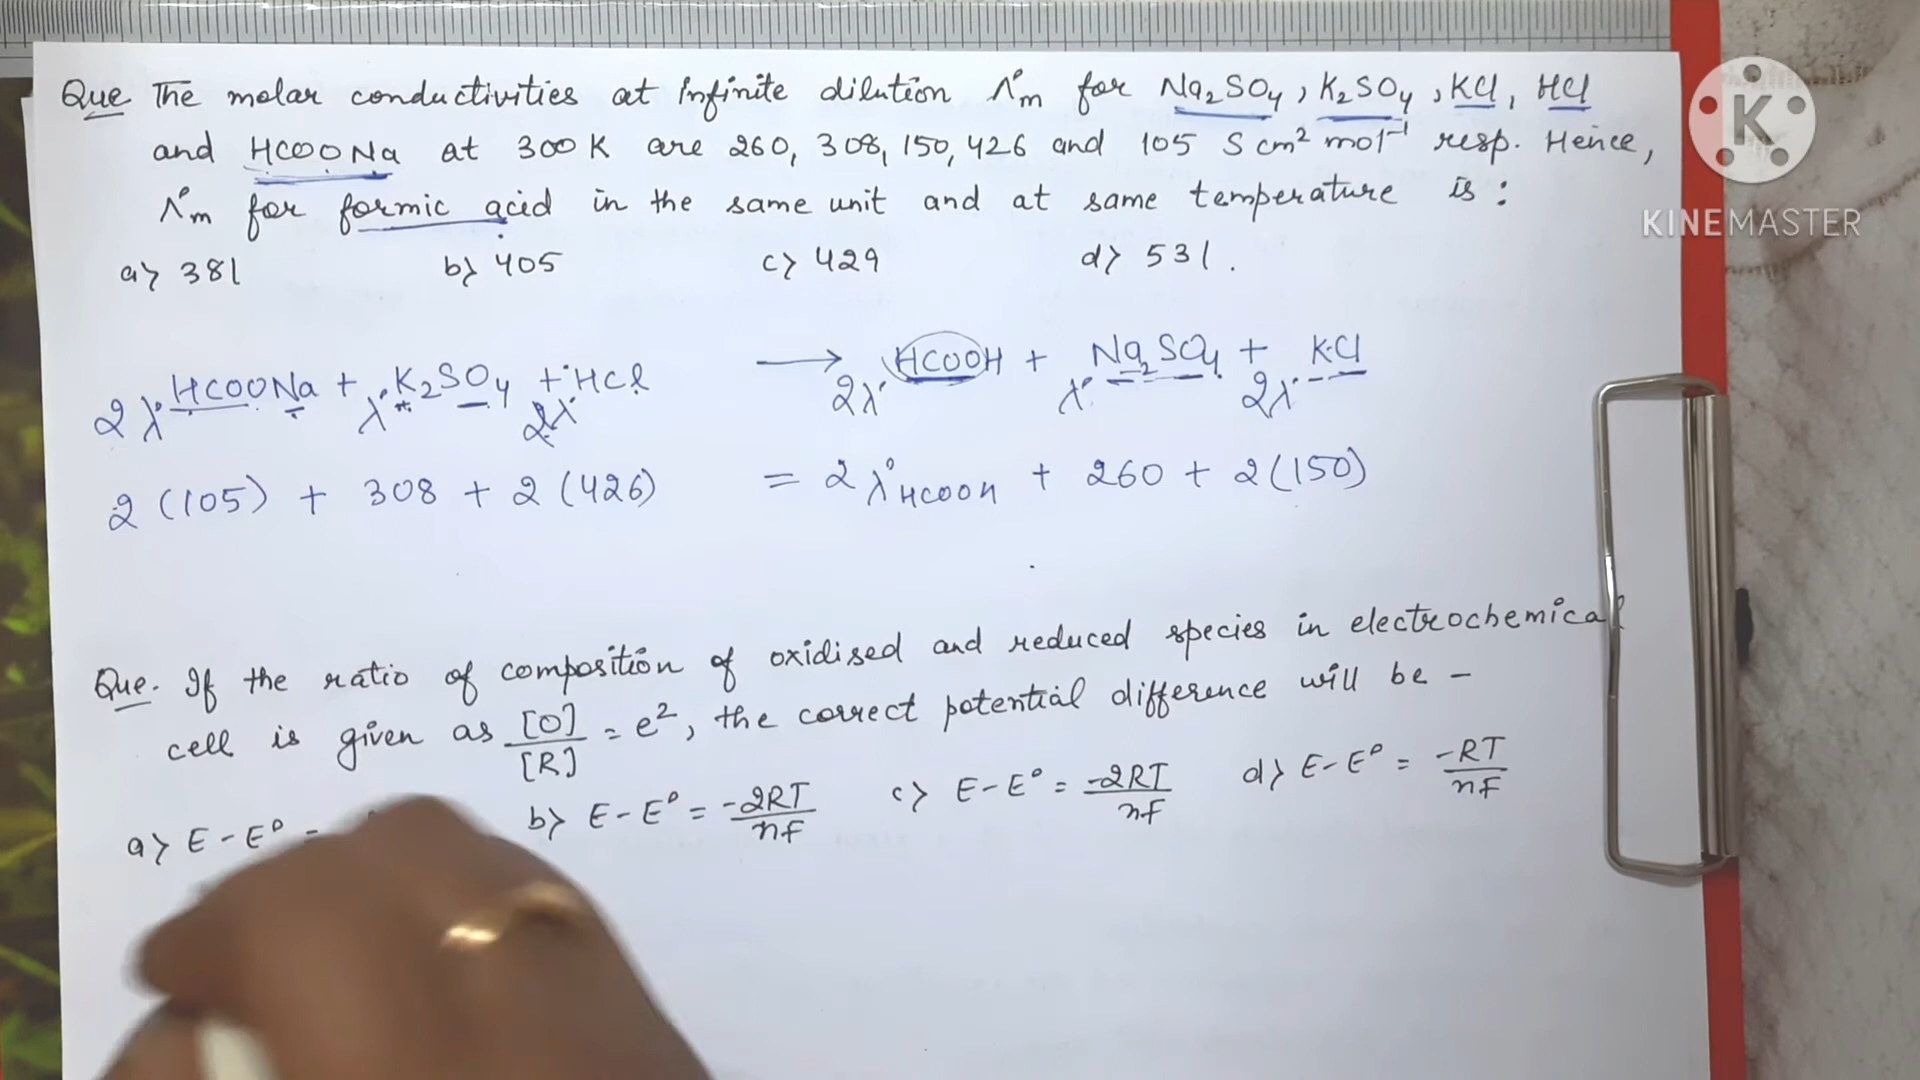 Que The molar conductivities at infinite dilution Λ°m for Na₂SO₄, K₂SO₄, KCl, HCl
and HCOONa at 300 K are 260, 308, 150, 426 and 105 S cm² mol⁻¹ resp. Hence,
Λ°m for formic acid in the same unit and at same temperature is :
a) 381 b) 405 c) 429 d) 531.
2λ° HCOONa + λ° K₂SO₄ + 2λ° HCl → 2λ° HCOOH + λ° Na₂SO₄ + 2λ° KCl
2 (105) + 308 + 2 (426) = 2 λ°HCOOH + 260 + 2 (150)
Que. If the ratio of composition of oxidised and reduced species in electrochemical
cell is given as [O]/[R] = e², the correct potential difference will be -
a) E - E° = b) E - E° = -2RT/nF c) E - E° = -2RT/nF d) E - E° = -RT/nF
K
KINEMASTER